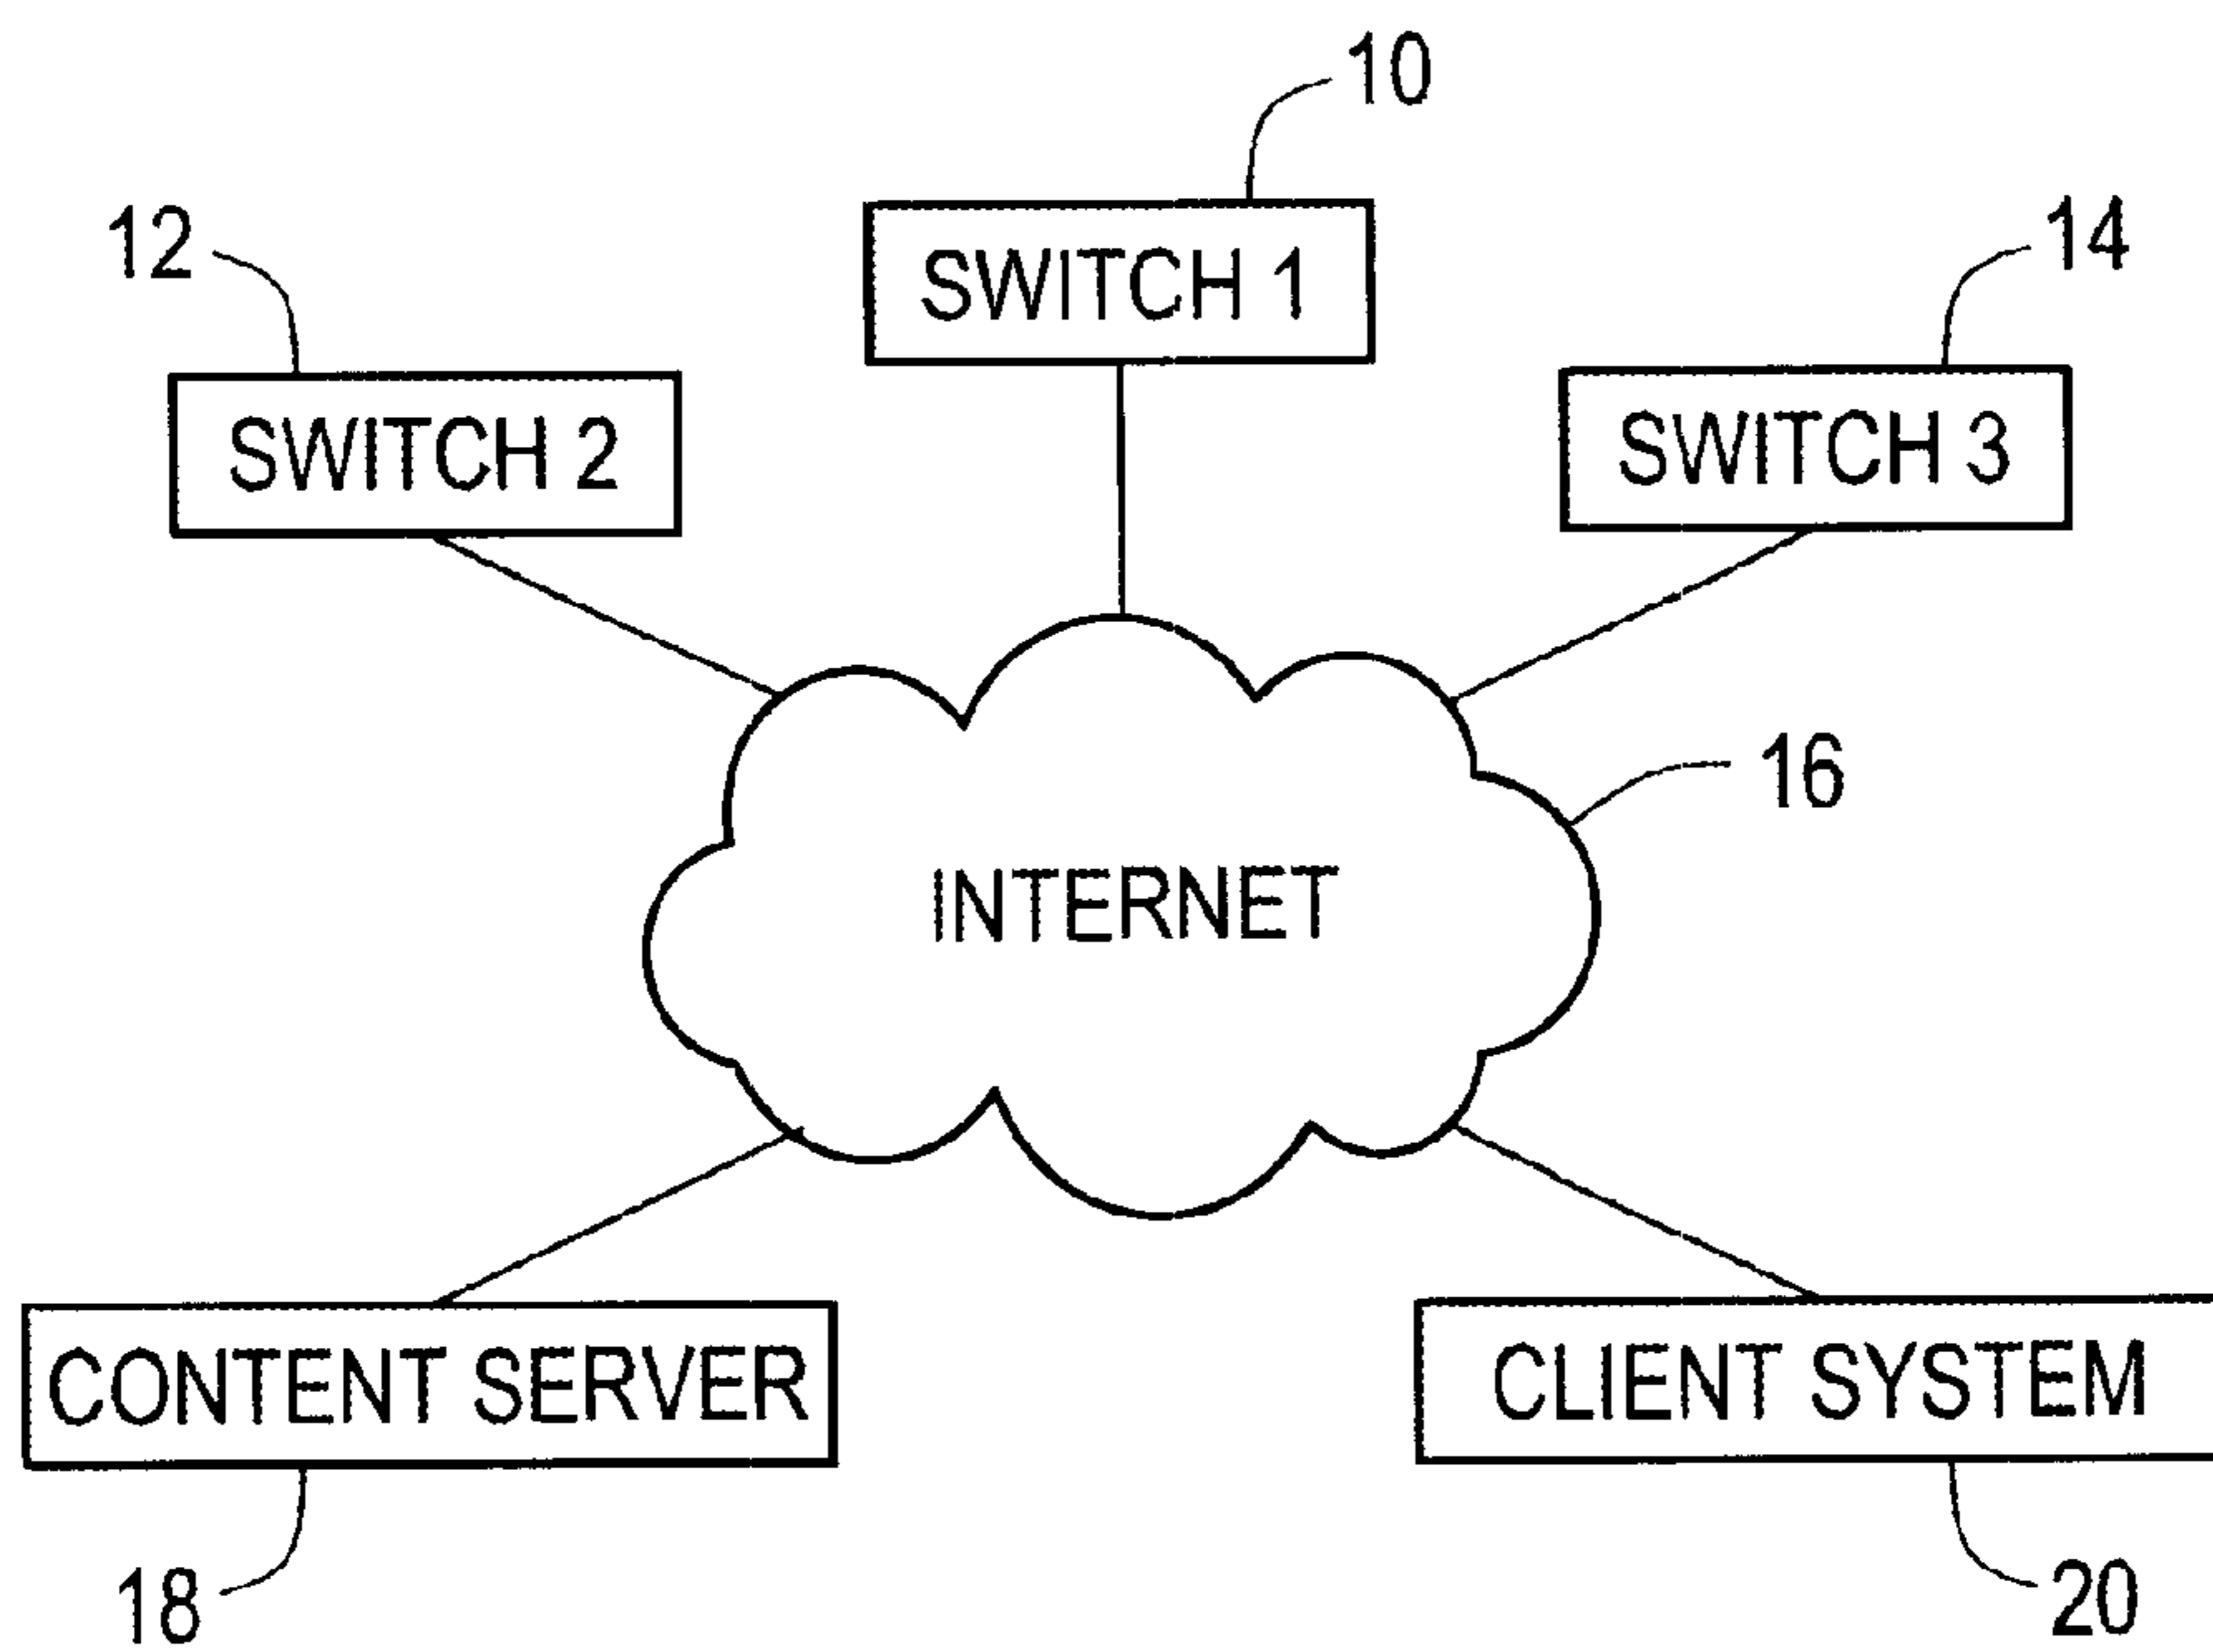 10
12
SWITCH 1
14
SWITCH 2
SWITCH 3
16
INTERNET
CONTENT SERVER
CLIENT SYSTEM
18
20